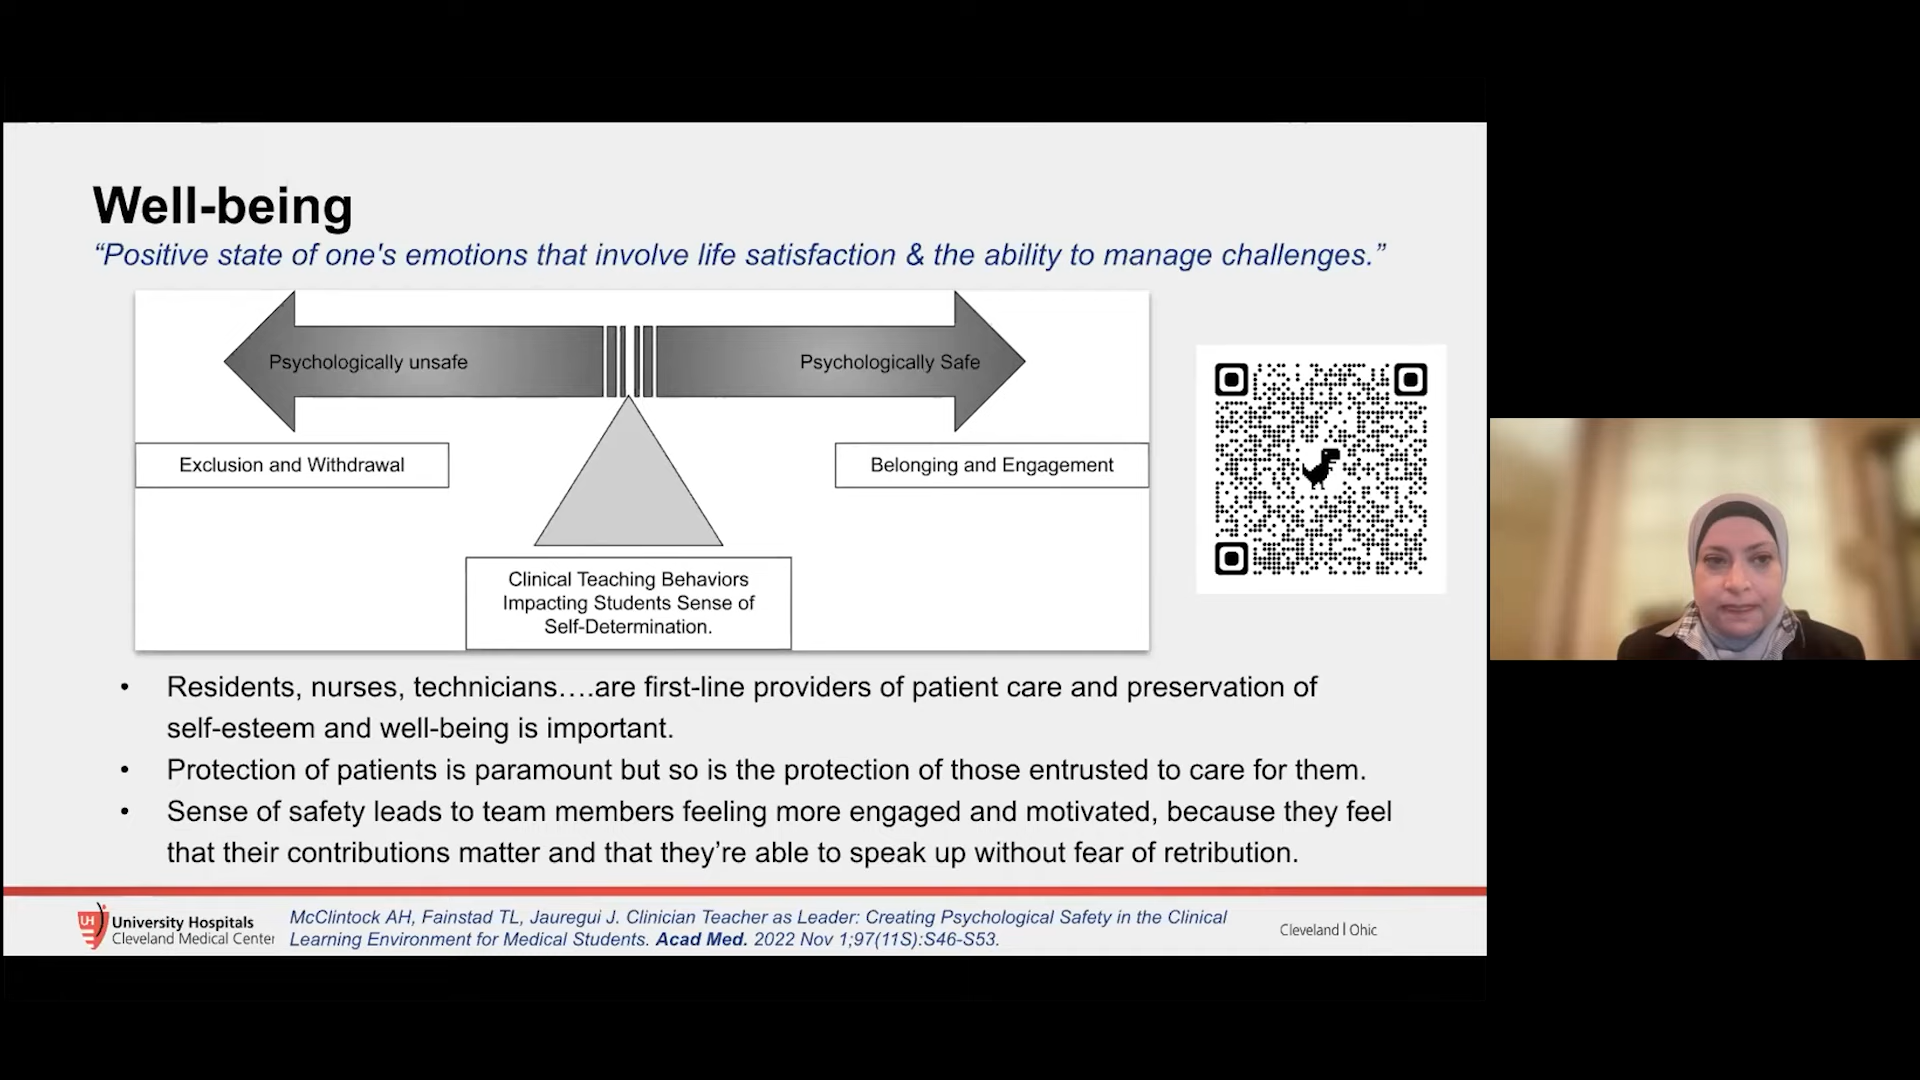 Well-being
“Positive state of one's emotions that involve life satisfaction & the ability to manage challenges.”
Psychologically unsafe
Psychologically Safe
Exclusion and Withdrawal
Belonging and Engagement
Clinical Teaching Behaviors
Impacting Students Sense of
Self-Determination.
• Residents, nurses, technicians….are first-line providers of patient care and preservation of
self-esteem and well-being is important.
• Protection of patients is paramount but so is the protection of those entrusted to care for them.
• Sense of safety leads to team members feeling more engaged and motivated, because they feel
that their contributions matter and that they’re able to speak up without fear of retribution.
UH
University Hospitals
Cleveland Medical Center
McClintock AH, Fainstad TL, Jauregui J. Clinician Teacher as Leader: Creating Psychological Safety in the Clinical
Learning Environment for Medical Students. Acad Med. 2022 Nov 1;97(11S):S46-S53.
Cleveland | Ohic